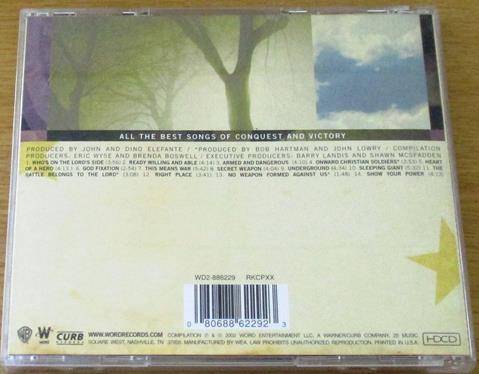 ALL THE BEST SONGS OF CONQUEST AND VICTORY
PRODUCED BY JOHN AND DINO ELEFANTE / *PRODUCED BY BOB HARTMAN AND JOHN LOWRY / COMPILATION
PRODUCERS: ERIC WYSE AND BRENDA BOSWELL / EXECUTIVE PRODUCERS: BARRY LANDIS AND SHAWN MCSPADDEN
1. WHO'S ON THE LORD'S SIDE (3:56) 2. READY WILLING AND ABLE (4:14) 3. ARMED AND DANGEROUS (4:10) 4. ONWARD CHRISTIAN SOLDIERS* (3:53) 5. HEART
OF A HERO (4:13) 6. GOD FIXATION (2:54) 7. THIS MEANS WAR (5:42) 8. SECRET WEAPON (4:04) 9. UNDERGROUND (4:34) 10. SLEEPING GIANT (5:32) 11. THE
BATTLE BELONGS TO THE LORD* (3:08) 12. RIGHT PLACE (3:41) 13. NO WEAPON FORMED AGAINST US* (1:48) 14. SHOW YOUR POWER (4:13)
WD2-886229 RKCPXX
0 80688 62292 3
WB W WORD CURB RECORDS
WWW.WORDRECORDS.COM COMPILATION ℗ & © 2002 WORD ENTERTAINMENT LLC, A WARNER/CURB COMPANY, 25 MUSIC
SQUARE WEST, NASHVILLE, TN 37203. MANUFACTURED BY WEA. LAW PROHIBITS UNAUTHORIZED REPRODUCTION. PRINTED IN U.S.A.
HDCD